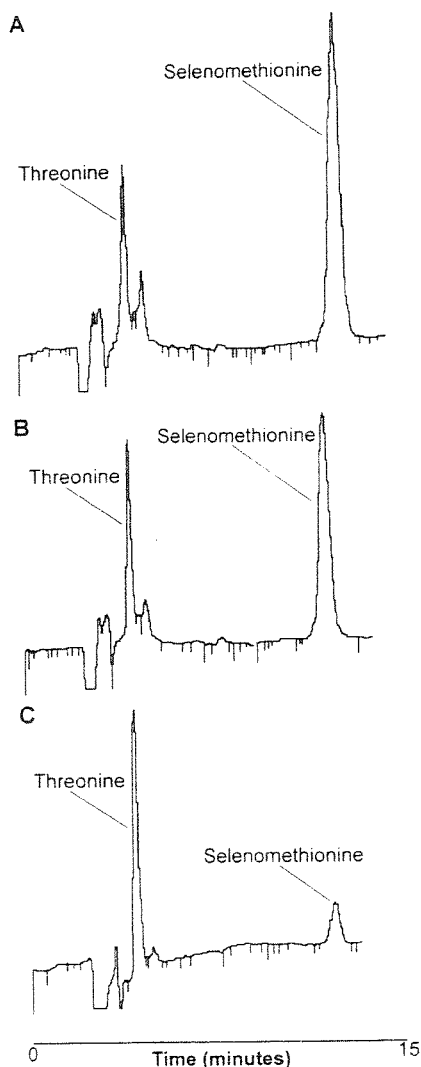 A
Selenomethionine
Threonine
B
Selenomethionine
Threonine
C
Threonine
Selenomethionine
0 15
Time (minutes)